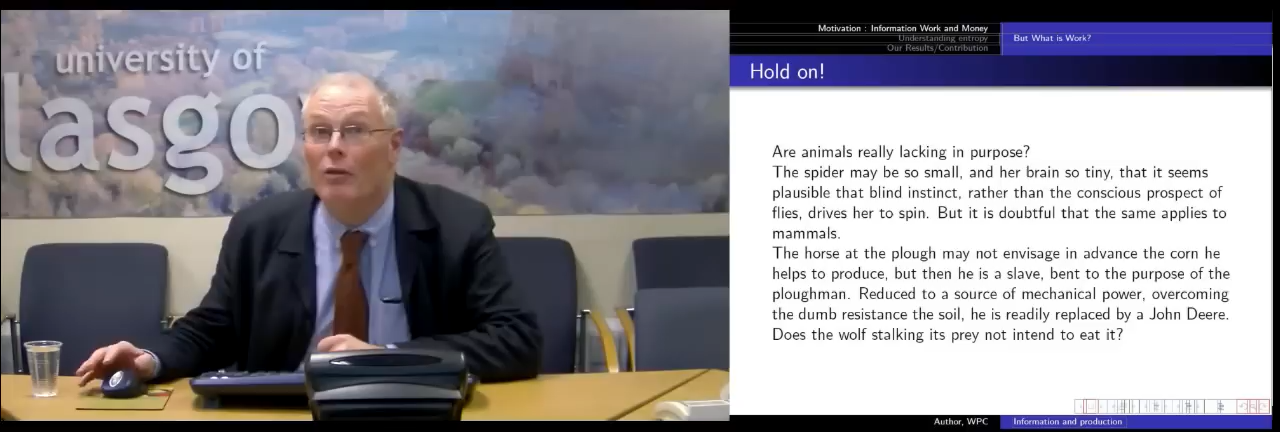 university of
lasgo
Motivation : Information Work and Money
Understanding entropy
Our Results/Contribution
But What is Work?
Hold on!
Are animals really lacking in purpose?
The spider may be so small, and her brain so tiny, that it seems
plausible that blind instinct, rather than the conscious prospect of
flies, drives her to spin. But it is doubtful that the same applies to
mammals.
The horse at the plough may not envisage in advance the corn he
helps to produce, but then he is a slave, bent to the purpose of the
ploughman. Reduced to a source of mechanical power, overcoming
the dumb resistance the soil, he is readily replaced by a John Deere.
Does the wolf stalking its prey not intend to eat it?
Author, WPC
Information and production